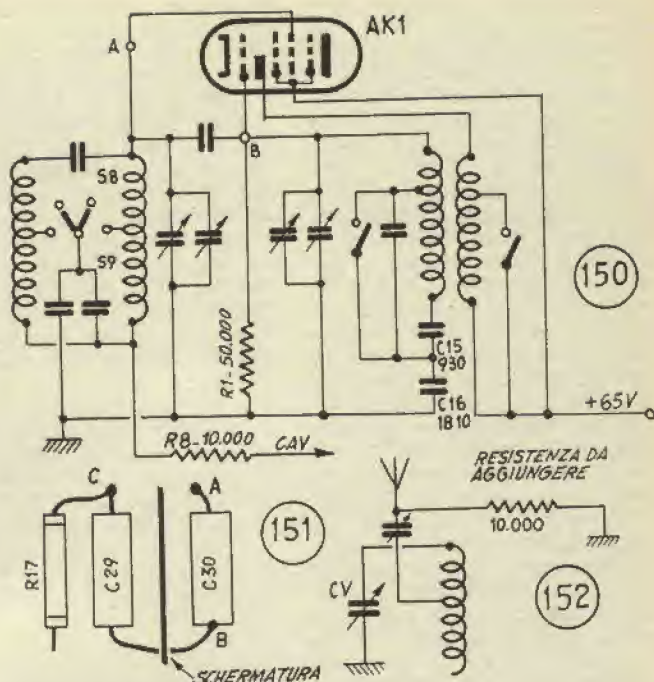 AK1
A
B
S8
S9
150
R1-50.000
C15
930
C16
1810
+65V
R8-10.000
CAV
RESISTENZA DA
AGGIUNGERE
10.000
C
A
151
R17
C29
C30
B
SCHERMATURA
CV
152